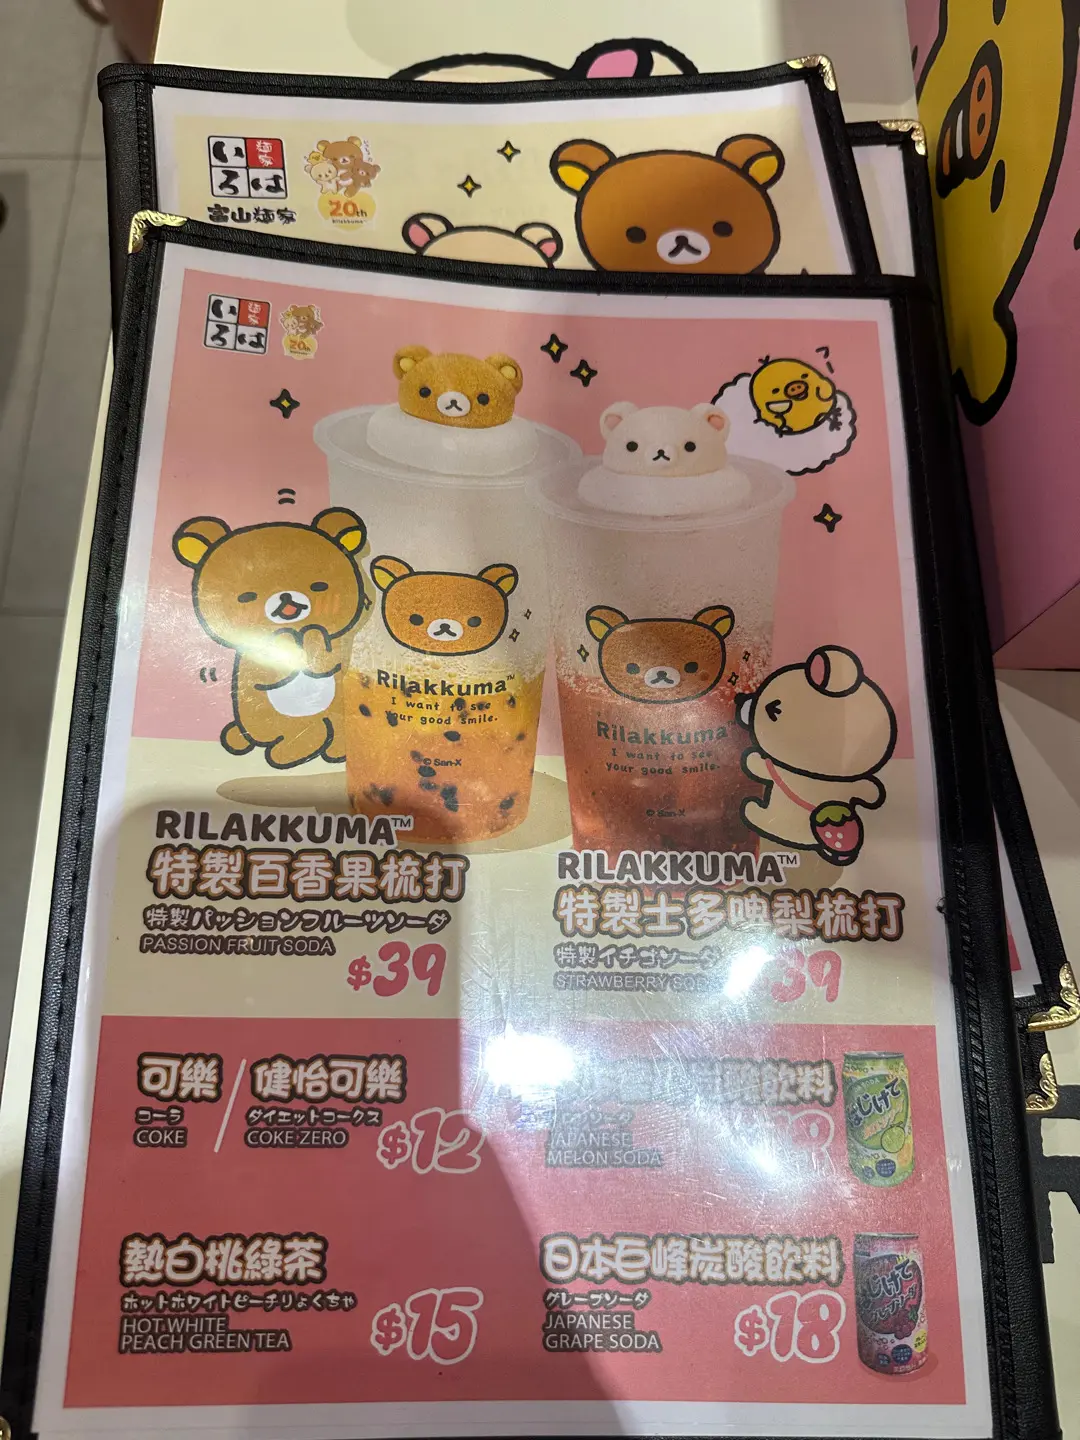 い麺家
ろは
富山麺家
20th
Rilakkuma
い麺家
ろは
20th
Rilakkuma™
I want to see
your good smile.
© San-X
Rilakkuma™
I want to see
your good smile.
© San-X
RILAKKUMA™
特製百香果梳打
特製パッションフルーツソーダ
PASSION FRUIT SODA
$39
RILAKKUMA™
特製士多啤梨梳打
特製イチゴソーダ
STRAWBERRY
39
可樂 / 健怡可樂
コーラ ダイエットコークス
COKE COKE ZERO
$12
酸飲料
JAPANESE
MELON SODA
8
熱白桃綠茶
ホットホワイトピーチりょくちゃ
HOT WHITE
PEACH GREEN TEA
$15
日本巨峰炭酸飲料
グレープソーダ
JAPANESE
GRAPE SODA
$18